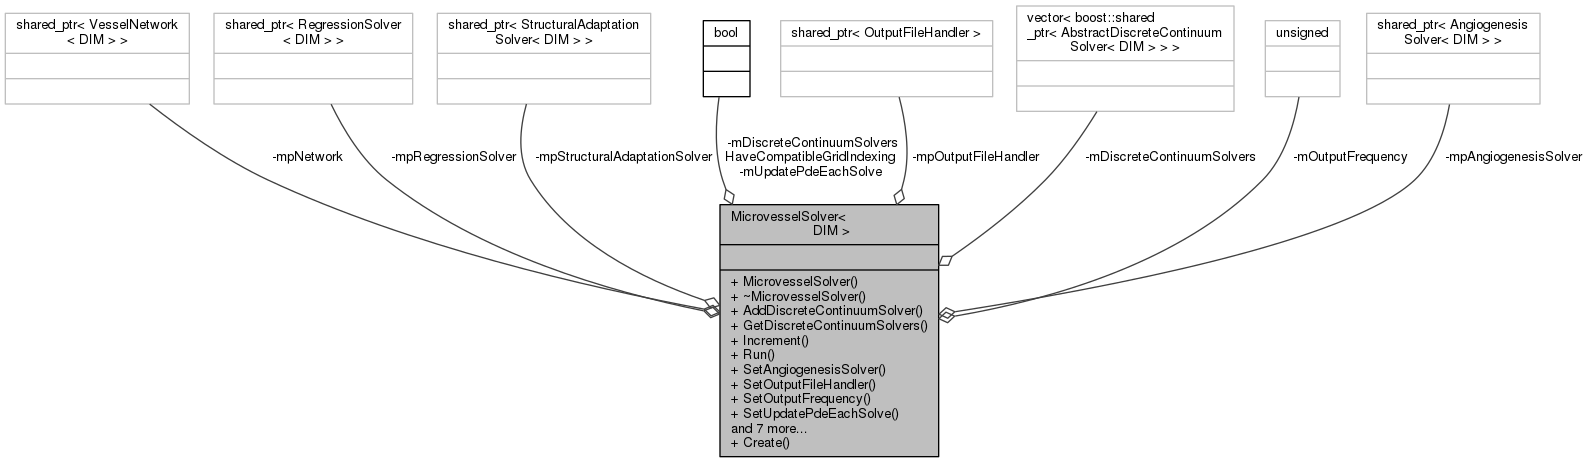 shared_ptr< VesselNetwork
< DIM > >
shared_ptr< RegressionSolver
< DIM > >
shared_ptr< StructuralAdaptation
Solver< DIM > >
bool
shared_ptr< OutputFileHandler >
vector< boost::shared
_ptr< AbstractDiscreteContinuum
Solver< DIM > > >
unsigned
shared_ptr< Angiogenesis
Solver< DIM > >
-mpNetwork
-mpRegressionSolver
-mpStructuralAdaptationSolver
-mDiscreteContinuumSolvers
HaveCompatibleGridIndexing
-mUpdatePdeEachSolve
-mpOutputFileHandler
-mDiscreteContinuumSolvers
-mOutputFrequency
-mpAngiogenesisSolver
MicrovesselSolver<
DIM >
+ MicrovesselSolver()
+ ~MicrovesselSolver()
+ AddDiscreteContinuumSolver()
+ GetDiscreteContinuumSolvers()
+ Increment()
+ Run()
+ SetAngiogenesisSolver()
+ SetOutputFileHandler()
+ SetOutputFrequency()
+ SetUpdatePdeEachSolve()
and 7 more...
+ Create()